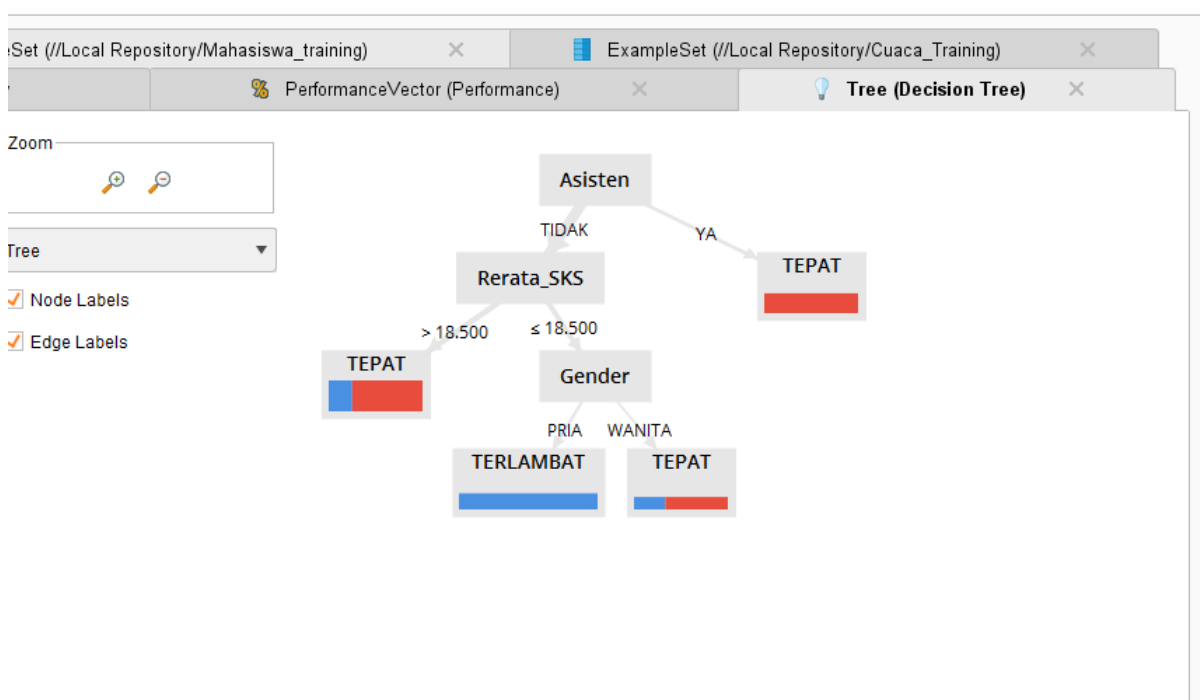 Set (//Local Repository/Mahasiswa_training)
ExampleSet (//Local Repository/Cuaca_Training)
PerformanceVector (Performance)
Tree (Decision Tree)
Zoom
Tree
Node Labels
Edge Labels
Asisten
TIDAK
YA
Rerata_SKS
TEPAT
> 18.500
≤ 18.500
TEPAT
Gender
PRIA
WANITA
TERLAMBAT
TEPAT